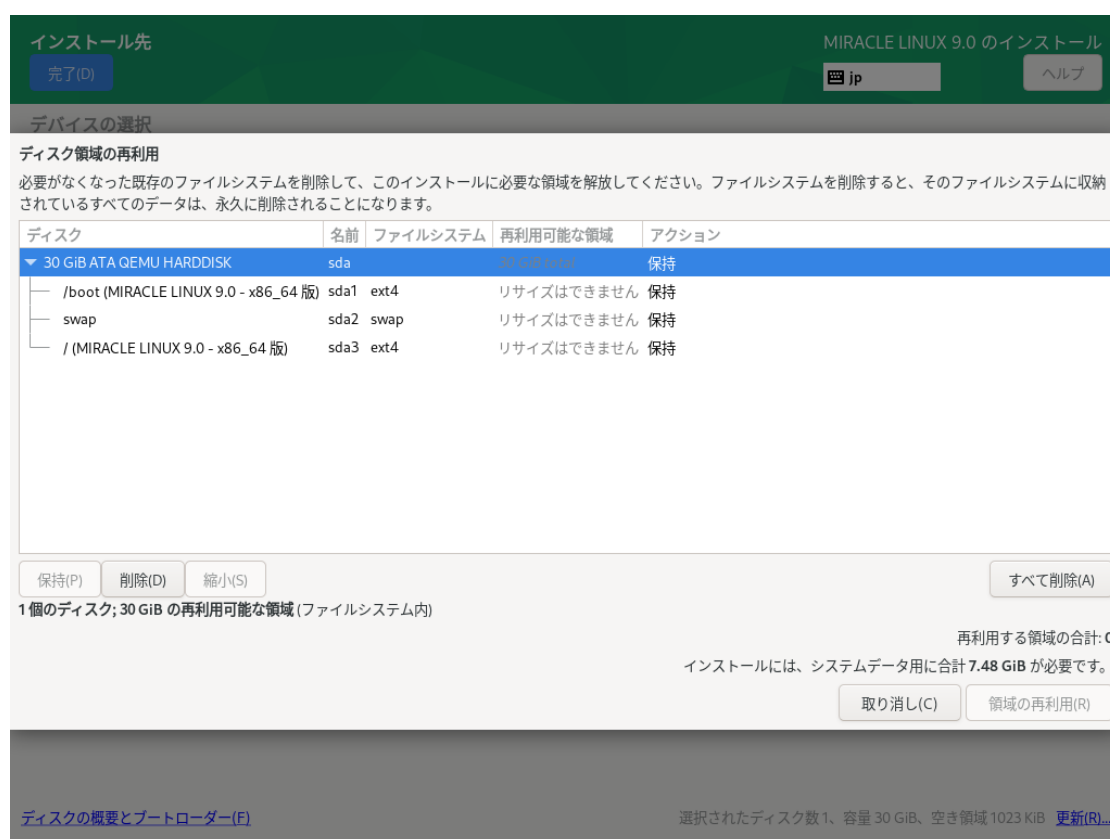 インストール先
MIRACLE LINUX 9.0 のインストール
完了(D)
jp
ヘルプ
デバイスの選択
ディスク領域の再利用
必要がなくなった既存のファイルシステムを削除して、このインストールに必要な領域を解放してください。ファイルシステムを削除すると、そのファイルシステムに収納
されているすべてのデータは、永久に削除されることになります。
ディスク 名前 ファイルシステム 再利用可能な領域 アクション
30 GiB ATA QEMU HARDDISK sda 30 GiB total 保持
/boot (MIRACLE LINUX 9.0 - x86_64 版) sda1 ext4 リサイズはできません 保持
swap sda2 swap リサイズはできません 保持
/ (MIRACLE LINUX 9.0 - x86_64 版) sda3 ext4 リサイズはできません 保持
保持(P) 削除(D) 縮小(S) すべて削除(A)
1 個のディスク; 30 GiB の再利用可能な領域 (ファイルシステム内)
再利用する領域の合計: 0
インストールには、システムデータ用に合計 7.48 GiB が必要です。
取り消し(C) 領域の再利用(R)
ディスクの概要とブートローダー(F) 選択されたディスク数 1、容量 30 GiB、空き領域 1023 KiB 更新(R)...